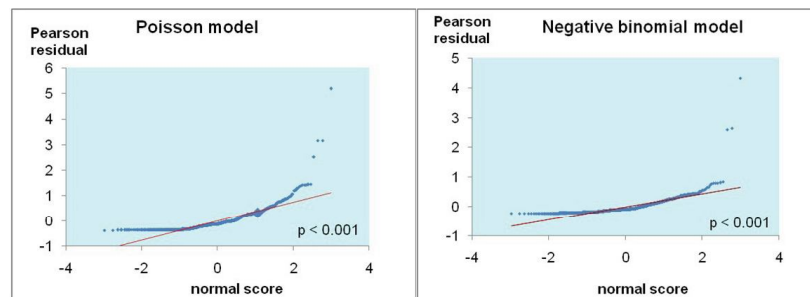 Pearson
residual
Poisson model
6
5
4
3
2
1
0
-1
p < 0.001
-4
-2
0
2
4
normal score
Pearson
residual
Negative binomial model
5
4
3
2
1
0
-1
p < 0.001
-4
-2
0
2
4
normal score